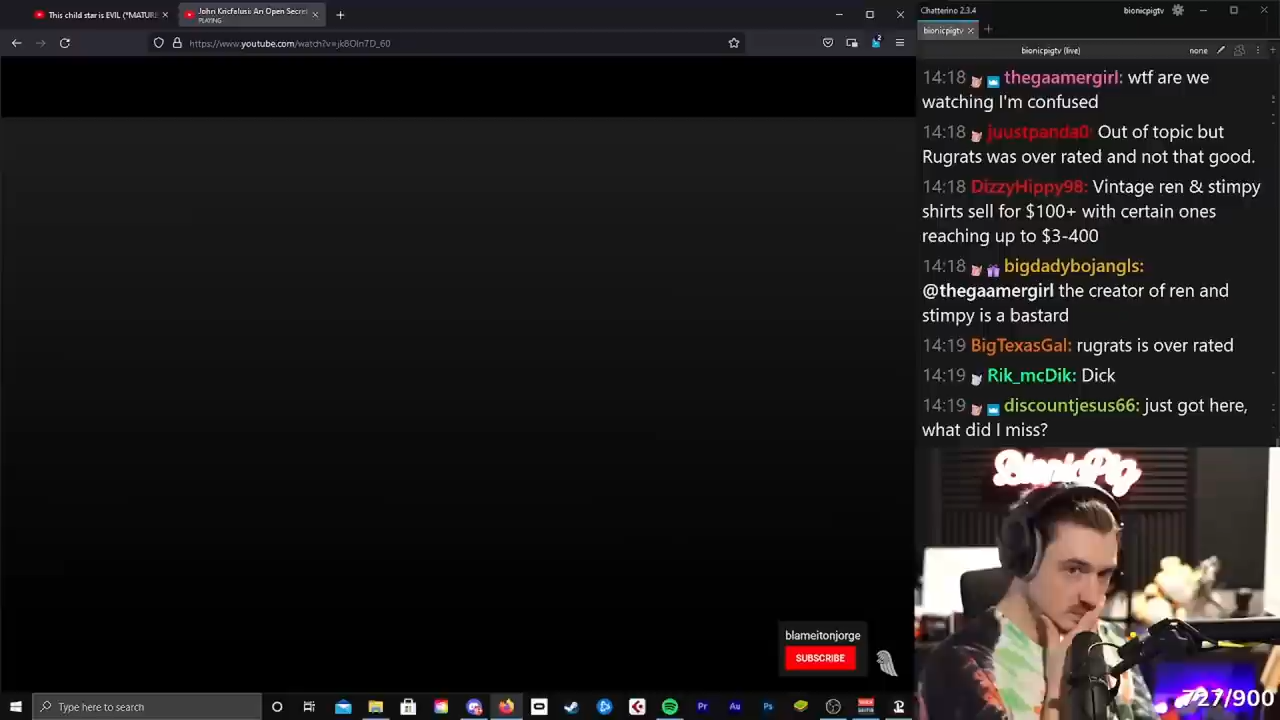 This child star is EVIL (*MATURE
John Kricfalusi: An Open Secret
PLAYING
https://www.youtube.com/watch?v=jk8OIn7D_60
Chatterino 2.3.4
bionicpigtv
bionicpigtv
bionicpigtv (live)
none
14:18 thegaamergirl: wtf are we
watching I'm confused
14:18 juustpanda0: Out of topic but
Rugrats was over rated and not that good.
14:18 DizzyHippy98: Vintage ren & stimpy
shirts sell for $100+ with certain ones
reaching up to $3-400
14:18 bigdadybojangls:
@thegaamergirl the creator of ren and
stimpy is a bastard
14:19 BigTexasGal: rugrats is over rated
14:19 Rik_mcDik: Dick
14:19 discountjesus66: just got here,
what did I miss?
BionicPig
blameitonjorge
SUBSCRIBE
727/900
Type here to search
Pr
Au
Ps